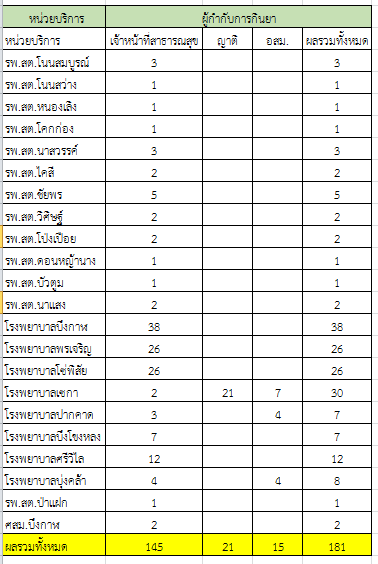 หน่วยบริการ ผู้กำกับการกินยา
หน่วยบริการ เจ้าหน้าที่สาธารณสุข ญาติ อสม. ผลรวมทั้งหมด
รพ.สต.โนนสมบูรณ์ 3 3
รพ.สต.โนนสว่าง 1 1
รพ.สต.หนองเลิง 1 1
รพ.สต.โคกก่อง 1 1
รพ.สต.นาสวรรค์ 3 3
รพ.สต.ไคสี 2 2
รพ.สต.ชัยพร 5 5
รพ.สต.วิศิษฐ์ 2 2
รพ.สต.โป่งเปือย 2 2
รพ.สต.ดอนหญ้านาง 1 1
รพ.สต.บัวตูม 1 1
รพ.สต.นาแสง 2 2
โรงพยาบาลบึงกาฬ 38 38
โรงพยาบาลพรเจริญ 26 26
โรงพยาบาลโซ่พิสัย 26 26
โรงพยาบาลเซกา 2 21 7 30
โรงพยาบาลปากคาด 3 4 7
โรงพยาบาลบึงโขงหลง 7 7
โรงพยาบาลศรีวิไล 12 12
โรงพยาบาลบุ่งคล้า 4 4 8
รพ.สต.ป่าแฝก 1 1
ศสม.บึงกาฬ 2 2
ผลรวมทั้งหมด 145 21 15 181